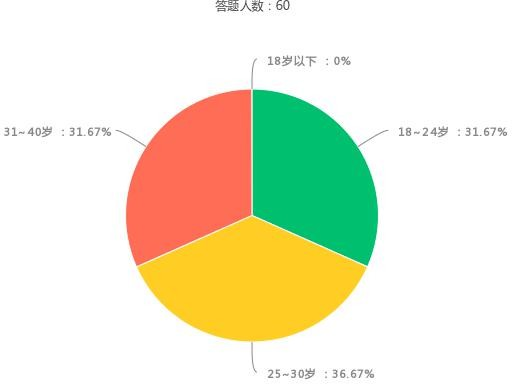 答题人数：60
18岁以下 ：0%
31~40岁 ：31.67%
18~24岁 ：31.67%
25~30岁 ：36.67%